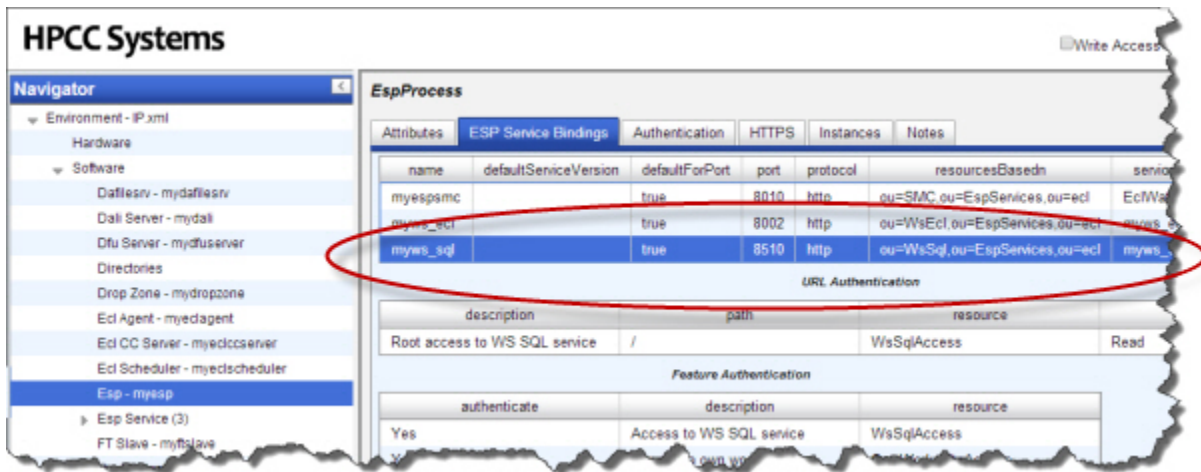 HPCC Systems
Write Access
Navigator
Environment - IP.xml
Hardware
Software
Dafilesrv - mydafilesrv
Dali Server - mydali
Dfu Server - mydfuserver
Directories
Drop Zone - mydropzone
Ecl Agent - myeclagent
Ecl CC Server - myeclccserver
Ecl Scheduler - myeclscheduler
Esp - myesp
Esp Service (3)
FT Slave - myftslave
EspProcess
Attributes ESP Service Bindings Authentication HTTPS Instances Notes
name defaultServiceVersion defaultForPort port protocol resourcesBasedn
myespsmc true 8010 http ou=SMC,ou=EspServices,ou=ecl
myws_ecl true 8002 http ou=WsEcl,ou=EspServices,ou=ecl
myws_sql true 8510 http ou=WsSql,ou=EspServices,ou=ecl
URL Authentication
description path resource
Root access to WS SQL service / WsSqlAccess Read
Feature Authentication
authenticate description resource
Yes Access to WS SQL service WsSqlAccess